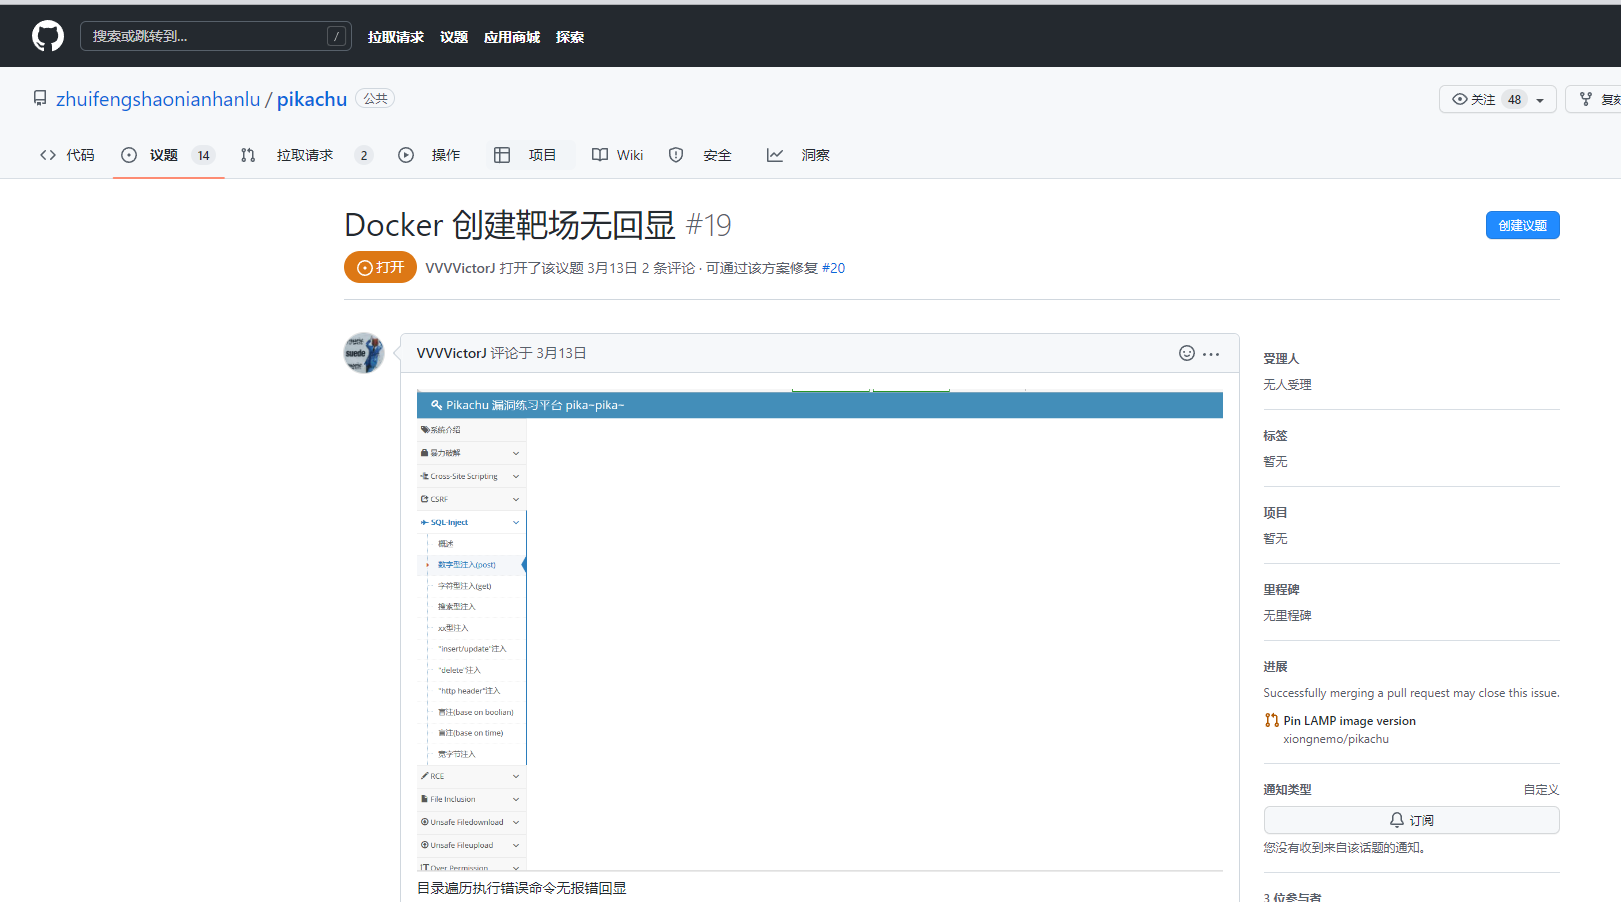 搜索或跳转到... /
拉取请求 议题 应用商城 探索
zhuifengshaonianhanlu / pikachu 公共
关注 48
复刻
代码 议题 14 拉取请求 2 操作 项目 Wiki 安全 洞察
Docker 创建靶场无回显 #19
创建议题
打开 VVVVictorJ 打开了该议题 3月13日 2 条评论 · 可通过该方案修复 #20
suede
VVVVictorJ 评论于 3月13日
Pikachu 漏洞练习平台 pika~pika~
系统介绍
暴力破解
Cross-Site Scripting
CSRF
SQL-Inject
概述
数字型注入(post)
字符型注入(get)
搜索型注入
xx型注入
"insert/update"注入
"delete"注入
"http header"注入
盲注(base on boolian)
盲注(base on time)
宽字节注入
RCE
File Inclusion
Unsafe Filedownload
Unsafe Fileupload
Over Permission
目录遍历执行错误命令无报错回显
受理人
无人受理
标签
暂无
项目
暂无
里程碑
无里程碑
进展
Successfully merging a pull request may close this issue.
Pin LAMP image version
xiongnemo/pikachu
通知类型 自定义
订阅
您没有收到来自该话题的通知。
3 位参与者